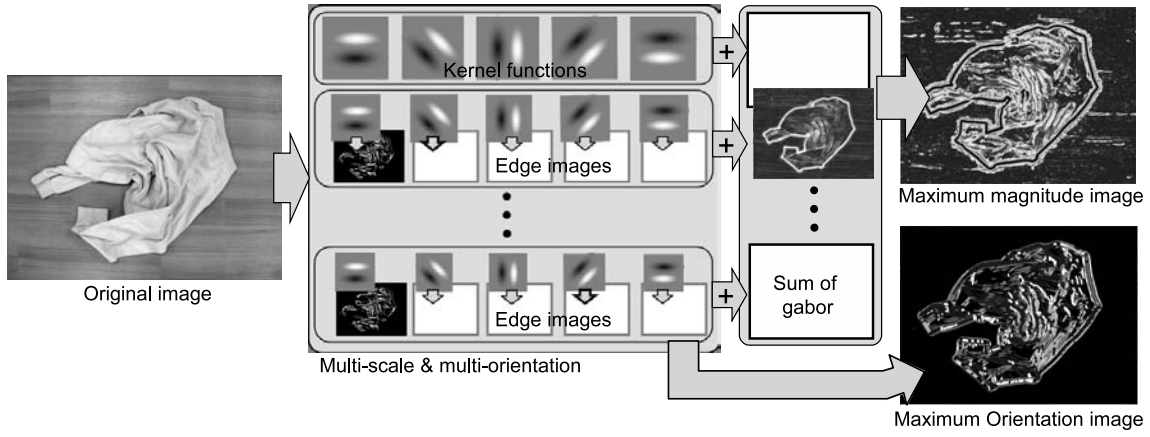 Kernel functions
+
Edge images
+
Edge images
+
Sum of
gabor
Original image
Multi-scale & multi-orientation
Maximum magnitude image
Maximum Orientation image